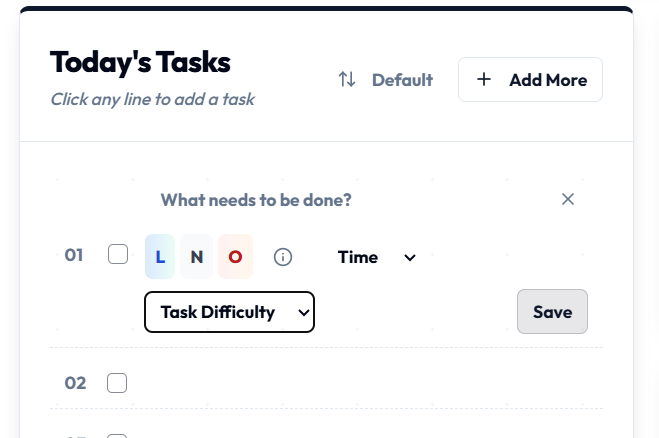 Today's Tasks
Click any line to add a task
Default
Add More
What needs to be done?
01
L N O
Time
Task Difficulty
Save
02